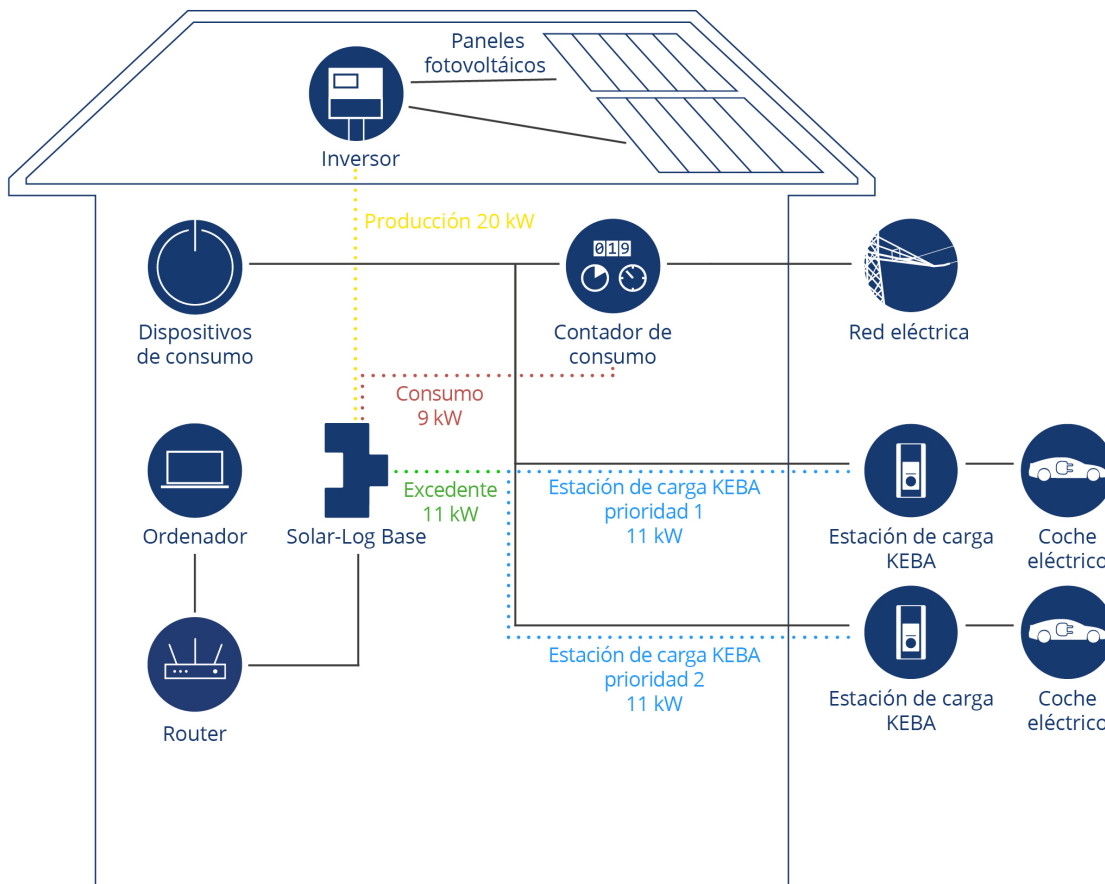 Paneles
fotovoltáicos
Inversor
Producción 20 kW
019
Dispositivos
de consumo
Contador de
consumo
Red eléctrica
Consumo
9 kW
Excedente
11 kW
Estación de carga KEBA
prioridad 1
11 kW
Ordenador
Solar-Log Base
Estación de carga
KEBA
Coche
eléctrico
Estación de carga KEBA
prioridad 2
11 kW
Estación de carga
KEBA
Coche
eléctrico
Router